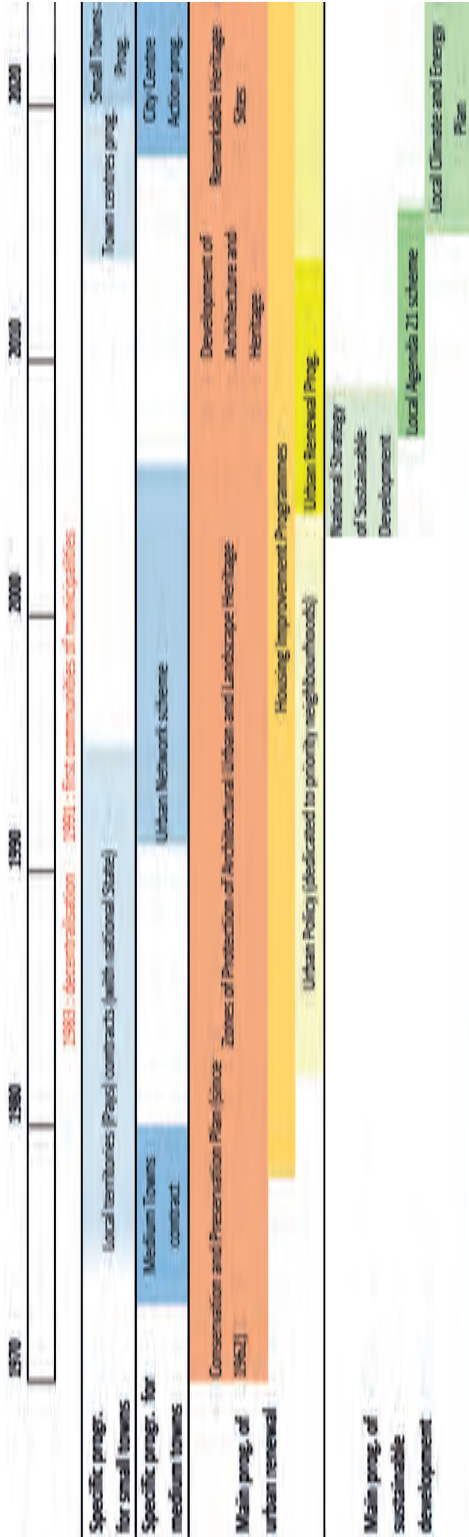 1970 1980 1990 2000 2010 2020
1983 : decentralisation 1991 : first communities of municipalities
Specific progr.
for small towns
Local territories (Pays) contracts (with national State)
Town centres prog.
Small Towns
Prog.
Specific progr. for
medium towns
Medium Towns
contract
Urban Network scheme
City Centre
Action prog.
Main prog. of
urban renewal
Conservation and Preservation Plan (since
1962)
Zones of Protection of Architectural Urban and Landscape Heritage
Development of
Architecture and
Heritage
Remarkable Heritage
Sites
Housing Improvement Programmes
Urban Policy (dedicated to priority neighbourhoods)
Urban Renewal Prog.
Main prog. of
sustainable
development
National Strategy
of Sustainable
Development
Local Agenda 21 scheme
Local Climate and Energy
Plan